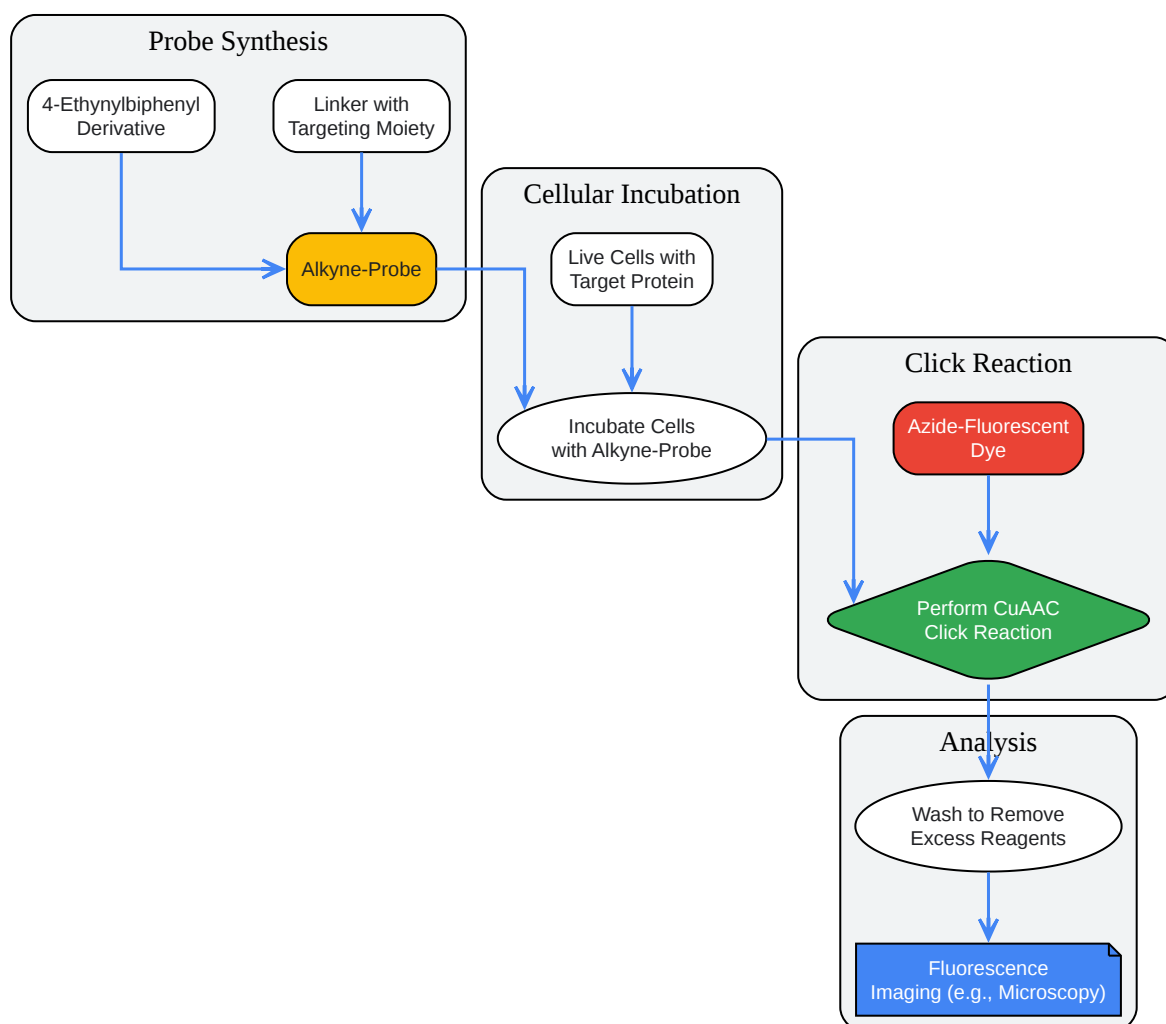 Probe Synthesis
4-Ethynylbiphenyl
Derivative
Linker with
Targeting Moiety
Alkyne-Probe
Cellular Incubation
Live Cells with
Target Protein
Incubate Cells
with Alkyne-Probe
Click Reaction
Azide-Fluorescent
Dye
Perform CuAAC
Click Reaction
Analysis
Wash to Remove
Excess Reagents
Fluorescence
Imaging (e.g., Microscopy)